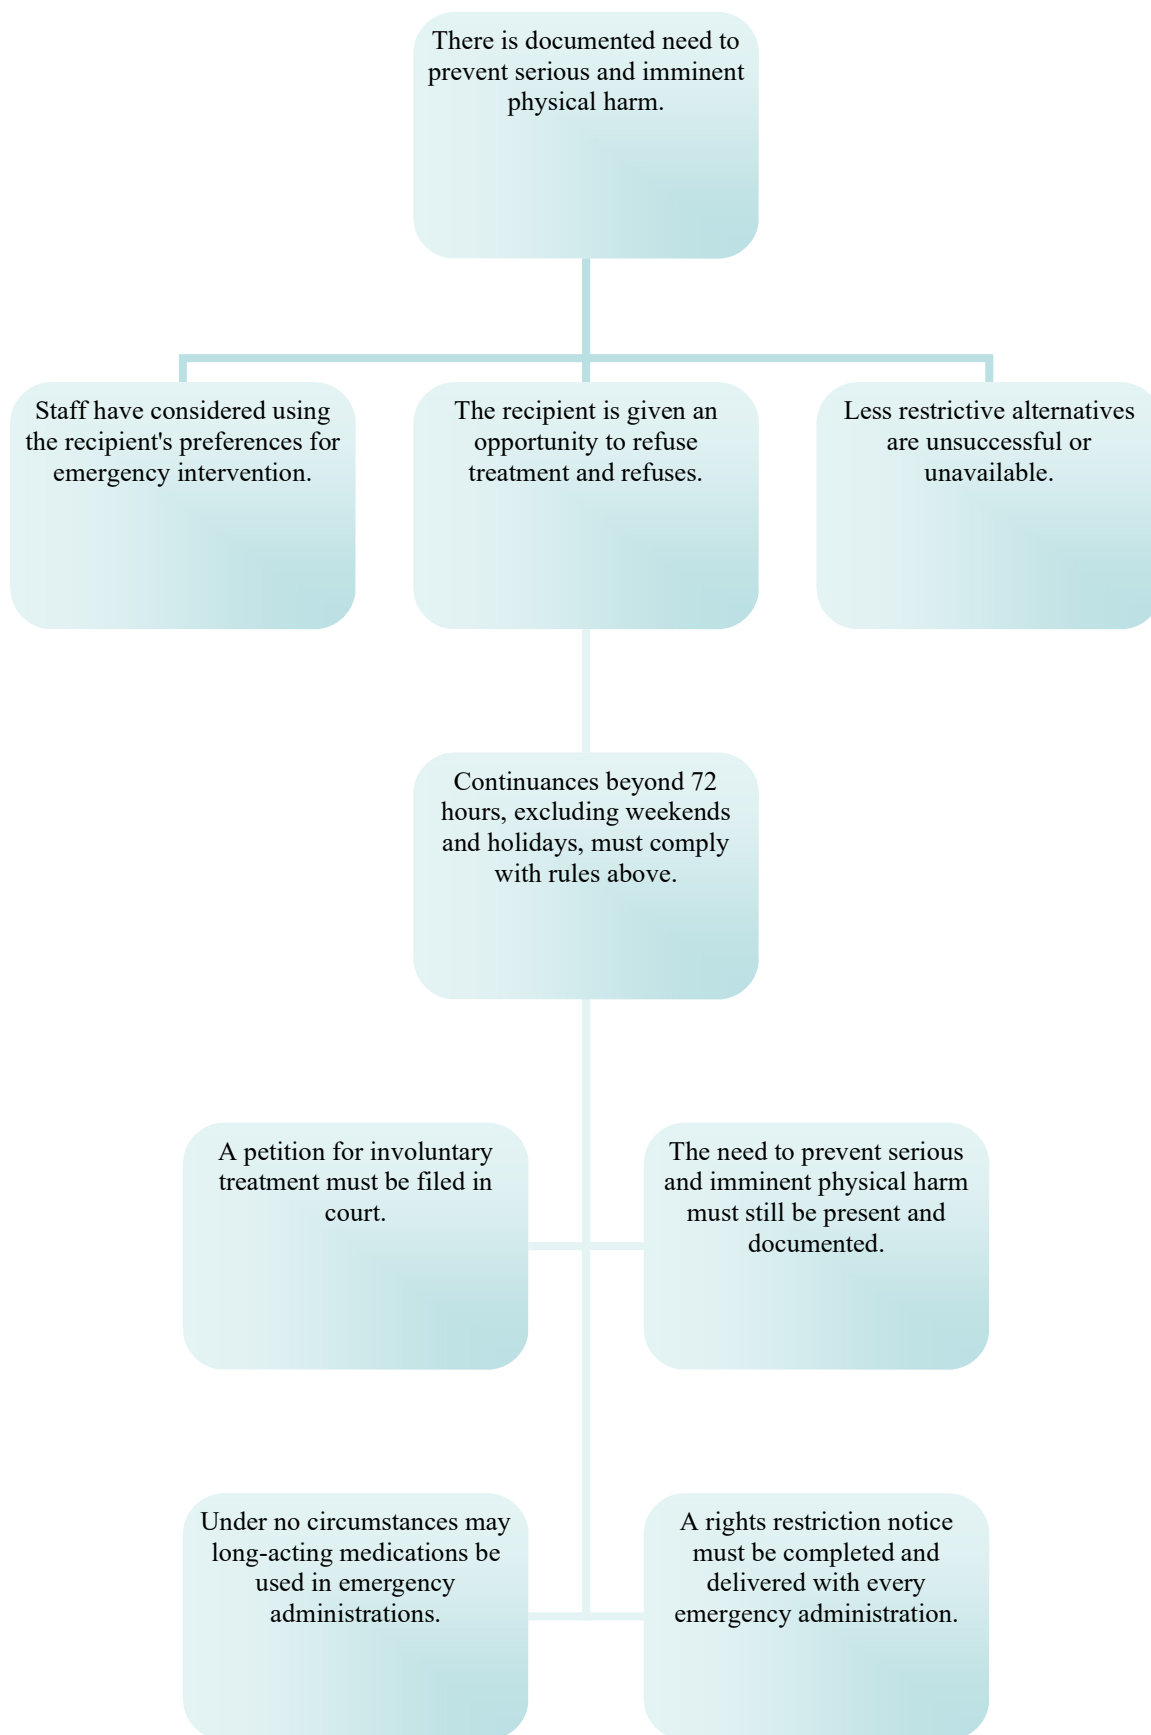 There is documented need to
prevent serious and imminent
physical harm.
Staff have considered using
the recipient's preferences for
emergency intervention.
The recipient is given an
opportunity to refuse
treatment and refuses.
Less restrictive alternatives
are unsuccessful or
unavailable.
Continuances beyond 72
hours, excluding weekends
and holidays, must comply
with rules above.
A petition for involuntary
treatment must be filed in
court.
The need to prevent serious
and imminent physical harm
must still be present and
documented.
Under no circumstances may
long-acting medications be
used in emergency
administrations.
A rights restriction notice
must be completed and
delivered with every
emergency administration.